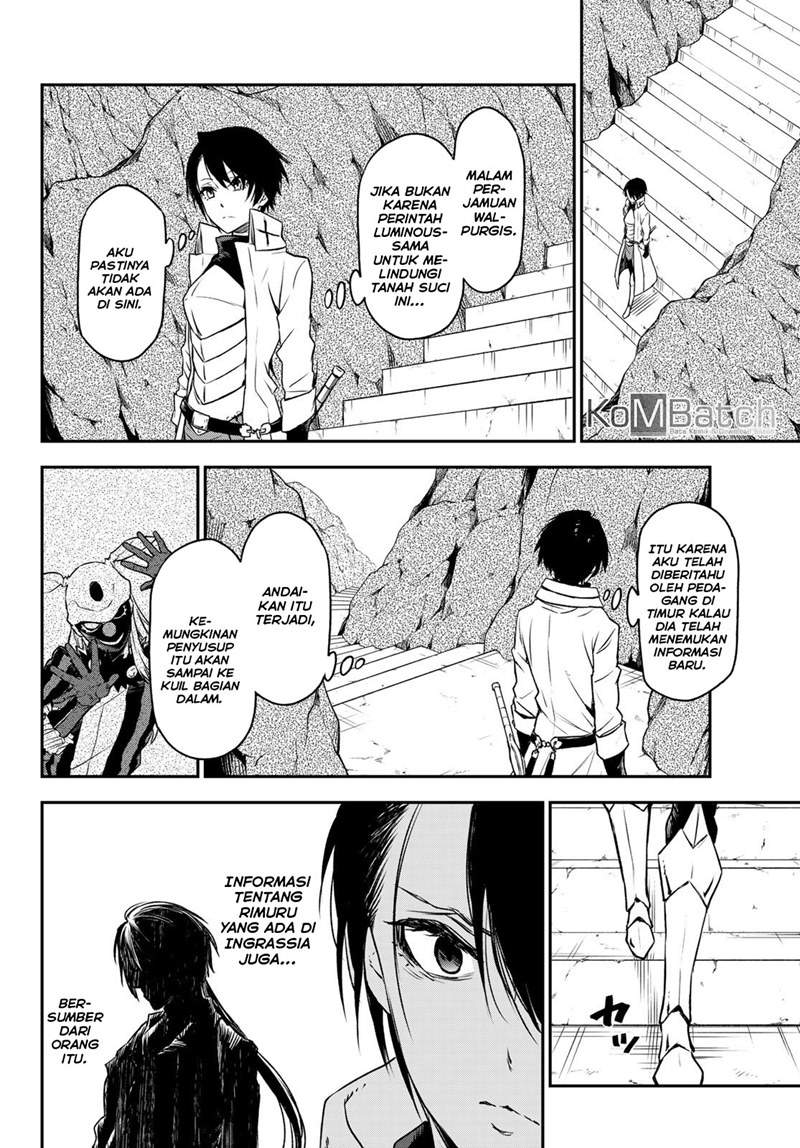 MALAM
PER-
JAMUAN
WAL-
PURGIS.
JIKA BUKAN
KARENA
PERINTAH
LUMINOUS-
SAMA
UNTUK ME-
LINDUNGI
TANAH SUCI
INI...
AKU
PASTINYA
TIDAK
AKAN ADA
DI SINI.
KoMBatch
ITU KARENA
AKU TELAH
DIBERITAHU
OLEH PEDA-
GANG DI
TIMUR KALAU
DIA TELAH
MENEMUKAN
INFORMASI
BARU.
ANDAI-
KAN ITU
TERJADI,
KE-
MUNGKINAN
PENYUSUP
ITU AKAN
SAMPAI KE
KUIL BAGIAN
DALAM.
ヤッ
INFORMASI
TENTANG
RIMURU
YANG ADA DI
INGRASSIA
JUGA...
BER-
SUMBER
DARI
ORANG
ITU.